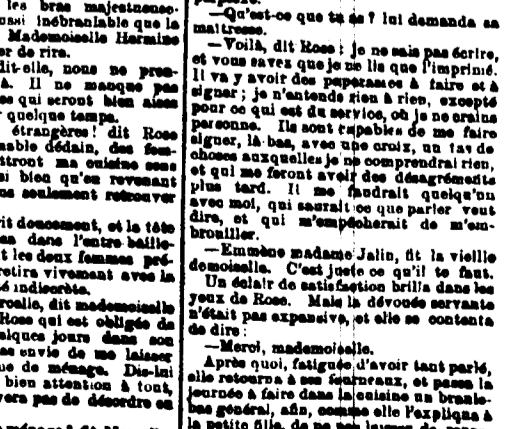 les bras majestueuse-
ussi inébranlable que la
Mademoiselle Hermine
er de rire.
dit-elle, nous ne pren-
à. Il ne manque pas
es qui seront bien aises
quelque temps.
étrangères ! dit Rose
nable dédain, des fem-
ttront ma cuisine sens
si bien qu'en revenant
ns seulement retrouver
rit doucement, et la tête
ea dans l'entre-baille-
t les deux femmes pré-
retira vivement avec la
é indiscrète.
roelle, dit mademoiselle
Rose qui est obligée de
elques jours dans son
as envie de me laisser
ue de ménage. Dis-lui
bien attention à tout,
vera pas de désordre en
—Qu'est-ce que tu as ? lui demanda sa
maîtresse.
—Voilà, dit Rose : je ne sais pas écrire,
et vous savez que je ne lis que l'imprimé.
Il va y avoir des paperasses à faire et à
signer ; je n'entends rien à rien, excepté
pour ce qui est du service, où je ne crains
personne. Ils sont capables de me faire
signer, là-bas, avec une croix, un tas de
choses auxquelles je ne comprendrai rien,
et qui me feront avoir des désagréments
plus tard. Il me faudrait quelqu'un
avec moi, qui saurait ce que parler veut
dire, et qui m'empêcherait de m'em-
brouiller.
—Emmène madame Jalin, fit la vieille
demoiselle. C'est juste ce qu'il te faut.
Un éclair de satisfaction brilla dans les
yeux de Rose. Mais la dévouée servante
n'était pas expansive, et elle se contenta
de dire :
—Merci, mademoiselle.
Après quoi, fatiguée d'avoir tant parlé,
elle retourna à ses fourneaux, et passa la
journée à faire dans la cuisine un branle-
bas général, afin, comme elle l'expliqua à
la petite fille, de ne pas laisser de